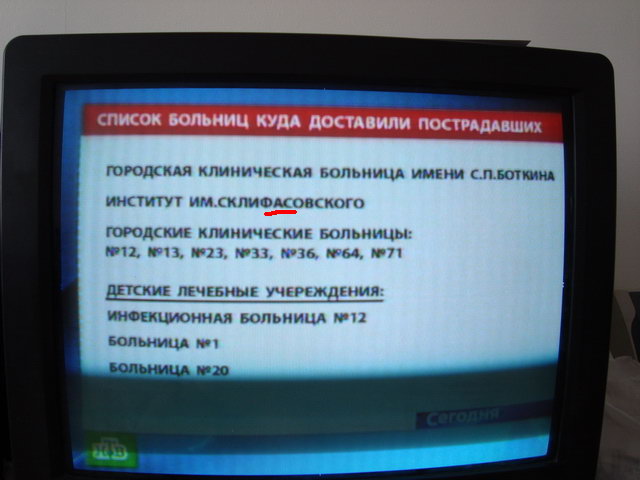 СПИСОК БОЛЬНИЦ КУДА ДОСТАВИЛИ ПОСТРАДАВШИХ
ГОРОДСКАЯ КЛИНИЧЕСКАЯ БОЛЬНИЦА ИМЕНИ С.П.БОТКИНА
ИНСТИТУТ ИМ.СКЛИФАСОВСКОГО
ГОРОДСКИЕ КЛИНИЧЕСКИЕ БОЛЬНИЦЫ:
№12, №13, №23, №33, №36, №64, №71
ДЕТСКИЕ ЛЕЧЕБНЫЕ УЧЕРЕЖДЕНИЯ:
ИНФЕКЦИОННАЯ БОЛЬНИЦА №12
БОЛЬНИЦА №1
БОЛЬНИЦА №20
Сегодня
НТВ